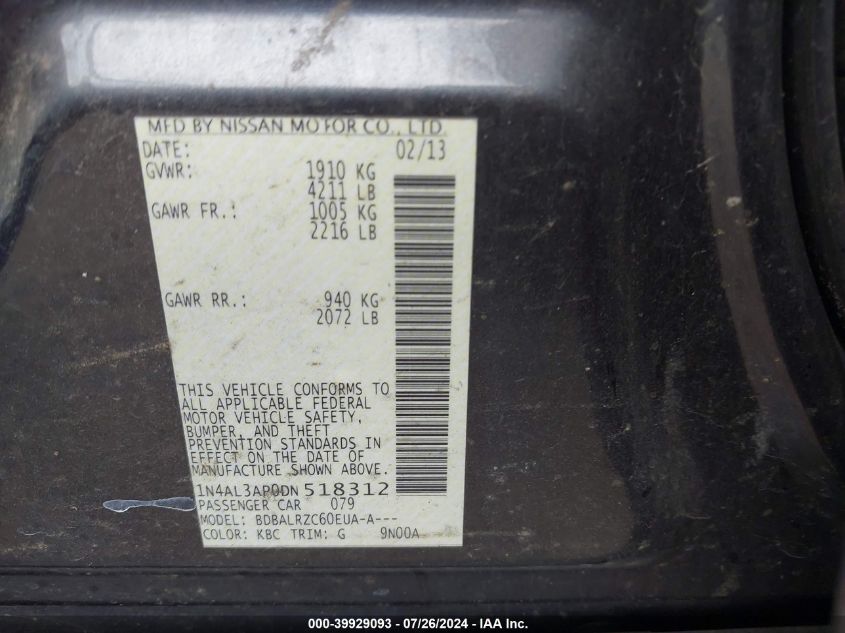 MFD BY NISSAN MOTOR CO., LTD.
DATE: 02/13
GVWR: 1910 KG
4211 LB
GAWR FR.: 1005 KG
2216 LB
GAWR RR.: 940 KG
2072 LB
THIS VEHICLE CONFORMS TO
ALL APPLICABLE FEDERAL
MOTOR VEHICLE SAFETY,
BUMPER, AND THEFT
PREVENTION STANDARDS IN
EFFECT ON THE DATE OF
MANUFACTURE SHOWN ABOVE.
1N4AL3AP0DN518312
PASSENGER CAR 079
MODEL: BDBALRZC60EUA-A---
COLOR: KBC TRIM: G 9N00A
000-39929093 - 07/26/2024 - IAA Inc.